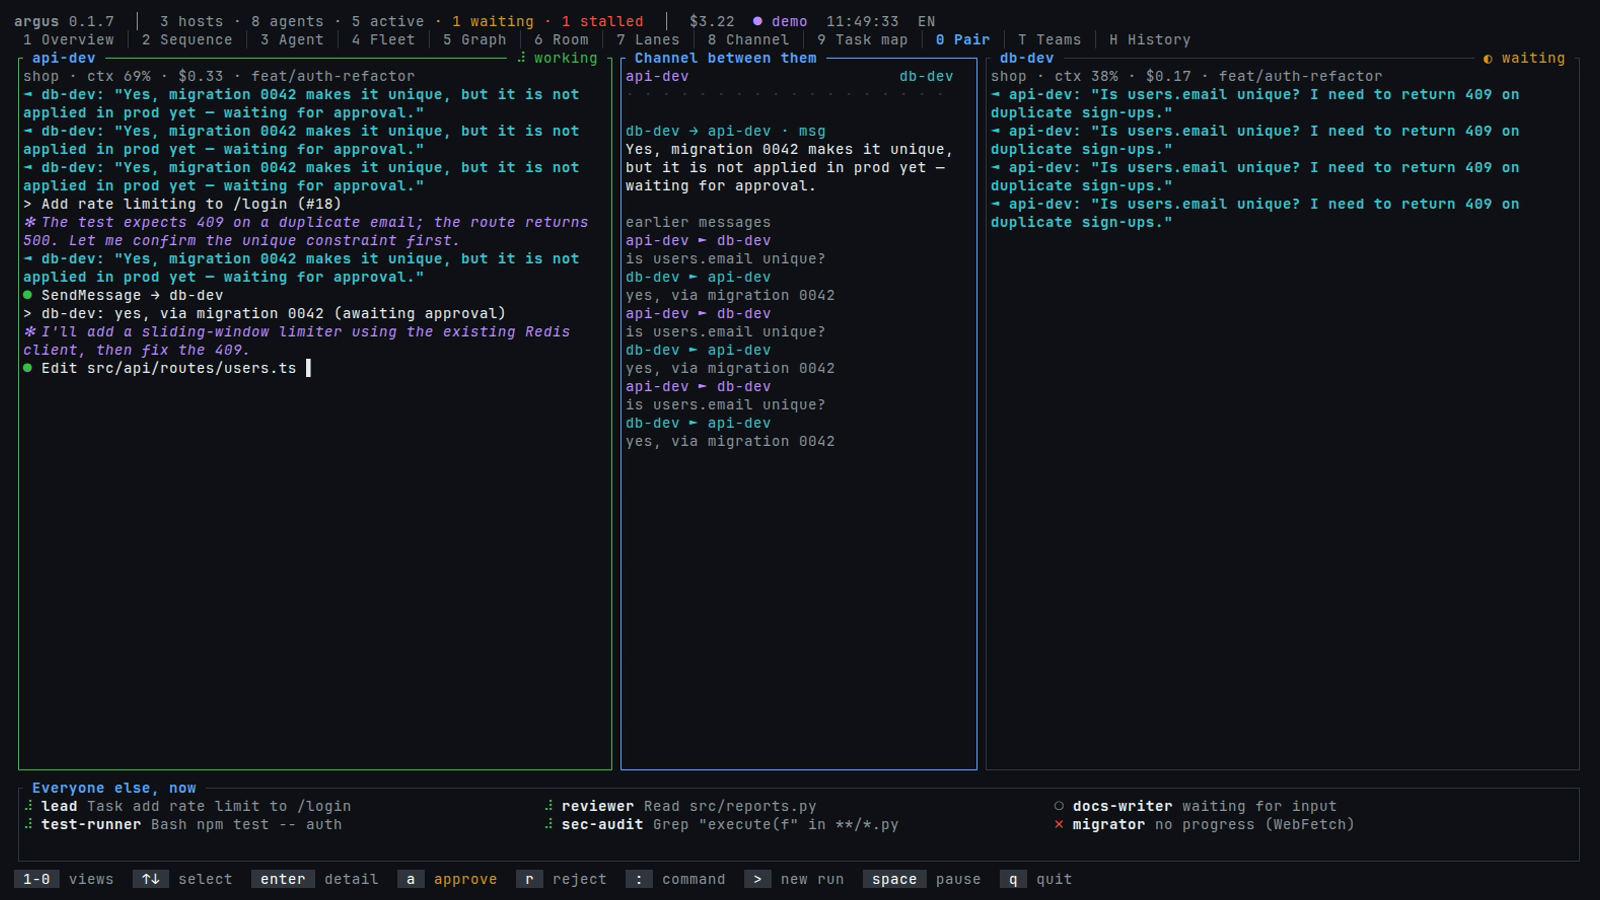 argus 0.1.7 │ 3 hosts · 8 agents · 5 active · 1 waiting · 1 stalled │ $3.22 ● demo 11:49:33 EN
1 Overview │ 2 Sequence │ 3 Agent │ 4 Fleet │ 5 Graph │ 6 Room │ 7 Lanes │ 8 Channel │ 9 Task map │ 0 Pair │ T Teams │ H History
api-dev working
shop · ctx 69% · $0.33 · feat/auth-refactor
◄ db-dev: "Yes, migration 0042 makes it unique, but it is not
applied in prod yet — waiting for approval."
◄ db-dev: "Yes, migration 0042 makes it unique, but it is not
applied in prod yet — waiting for approval."
◄ db-dev: "Yes, migration 0042 makes it unique, but it is not
applied in prod yet — waiting for approval."
> Add rate limiting to /login (#18)
✻ The test expects 409 on a duplicate email; the route returns
500. Let me confirm the unique constraint first.
◄ db-dev: "Yes, migration 0042 makes it unique, but it is not
applied in prod yet — waiting for approval."
● SendMessage → db-dev
> db-dev: yes, via migration 0042 (awaiting approval)
✻ I'll add a sliding-window limiter using the existing Redis
client, then fix the 409.
● Edit src/api/routes/users.ts
Channel between them
api-dev db-dev
db-dev → api-dev · msg
Yes, migration 0042 makes it unique,
but it is not applied in prod yet —
waiting for approval.
earlier messages
api-dev ► db-dev
is users.email unique?
db-dev ► api-dev
yes, via migration 0042
api-dev ► db-dev
is users.email unique?
db-dev ► api-dev
yes, via migration 0042
api-dev ► db-dev
is users.email unique?
db-dev ► api-dev
yes, via migration 0042
db-dev ◐ waiting
shop · ctx 38% · $0.17 · feat/auth-refactor
◄ api-dev: "Is users.email unique? I need to return 409 on
duplicate sign-ups."
◄ api-dev: "Is users.email unique? I need to return 409 on
duplicate sign-ups."
◄ api-dev: "Is users.email unique? I need to return 409 on
duplicate sign-ups."
◄ api-dev: "Is users.email unique? I need to return 409 on
duplicate sign-ups."
Everyone else, now
lead Task add rate limit to /login
reviewer Read src/reports.py
○ docs-writer waiting for input
test-runner Bash npm test -- auth
sec-audit Grep "execute(f" in **/*.py
✕ migrator no progress (WebFetch)
1-0 views ↑↓ select enter detail a approve r reject : command > new run space pause q quit